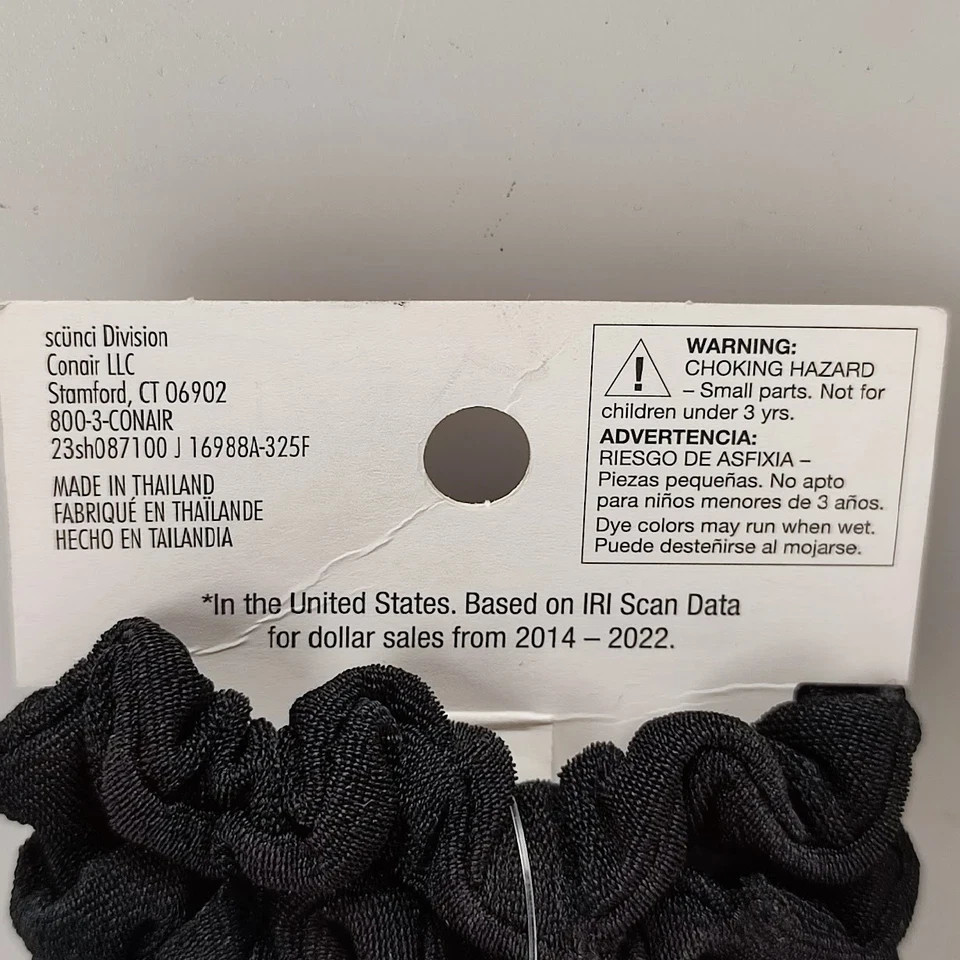 scünci Division
Conair LLC
Stamford, CT 06902
800-3-CONAIR
23sh087100 J 16988A-325F
MADE IN THAILAND
FABRIQUÉ EN THAÏLANDE
HECHO EN TAILANDIA
WARNING:
CHOKING HAZARD
– Small parts. Not for
children under 3 yrs.
ADVERTENCIA:
RIESGO DE ASFIXIA –
Piezas pequeñas. No apto
para niños menores de 3 años.
Dye colors may run when wet.
Puede desteñirse al mojarse.
*In the United States. Based on IRI Scan Data
for dollar sales from 2014 – 2022.